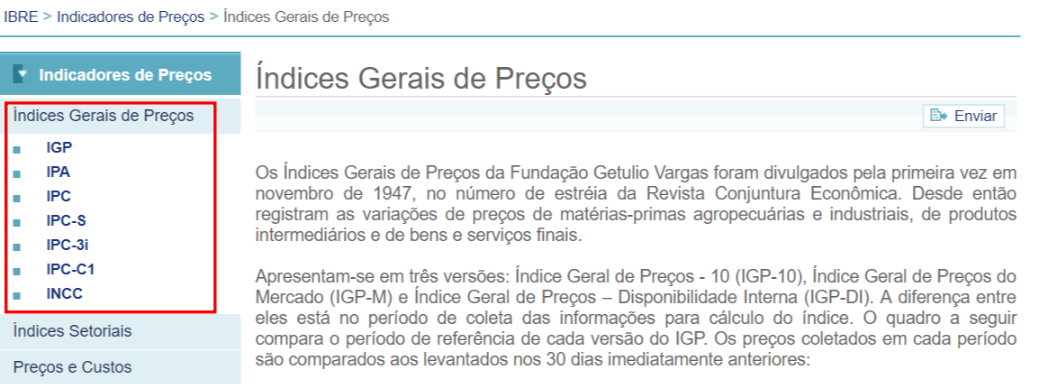 IBRE > Indicadores de Preços > Índices Gerais de Preços
Indicadores de Preços
Índices Gerais de Preços
IGP
IPA
IPC
IPC-S
IPC-3i
IPC-C1
INCC
Índices Setoriais
Preços e Custos
Índices Gerais de Preços
Enviar
Os Índices Gerais de Preços da Fundação Getulio Vargas foram divulgados pela primeira vez em
novembro de 1947, no número de estréia da Revista Conjuntura Econômica. Desde então
registram as variações de preços de matérias-primas agropecuárias e industriais, de produtos
intermediários e de bens e serviços finais.
Apresentam-se em três versões: Índice Geral de Preços - 10 (IGP-10), Índice Geral de Preços do
Mercado (IGP-M) e Índice Geral de Preços – Disponibilidade Interna (IGP-DI). A diferença entre
eles está no período de coleta das informações para cálculo do índice. O quadro a seguir
compara o período de referência de cada versão do IGP. Os preços coletados em cada período
são comparados aos levantados nos 30 dias imediatamente anteriores: